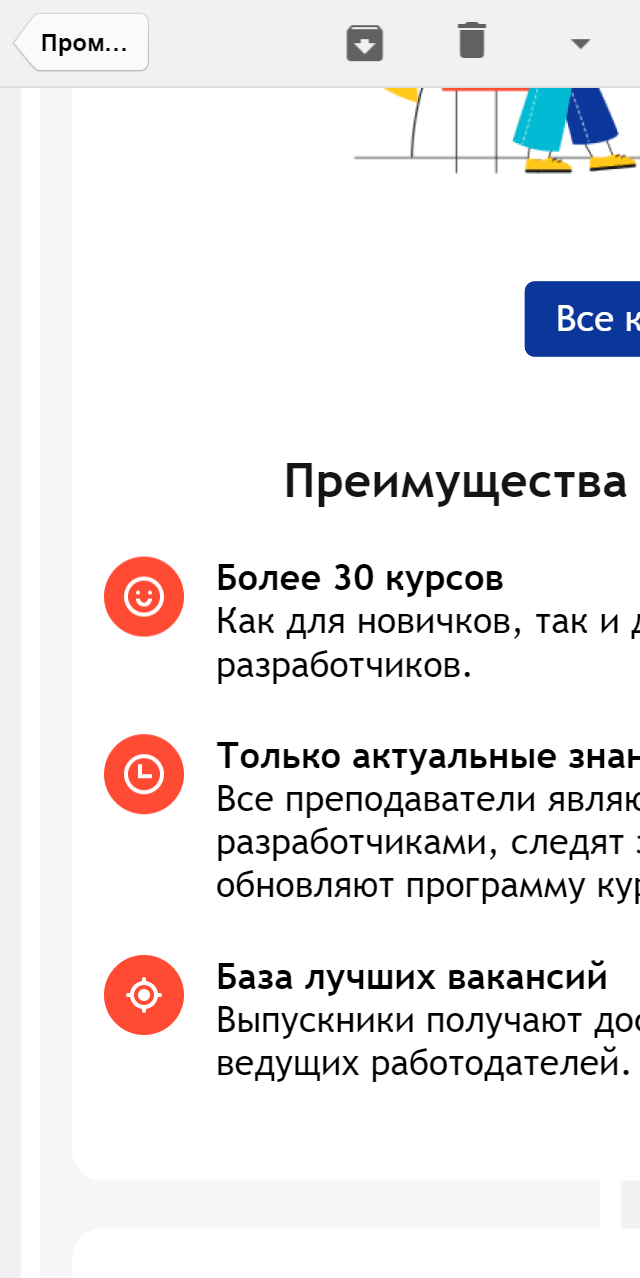 Пром...
Все к
Преимущества
Более 30 курсов
Как для новичков, так и
разработчиков.
Только актуальные знан
Все преподаватели являю
разработчиками, следят
обновляют программу кур
База лучших вакансий
Выпускники получают дос
ведущих работодателей.